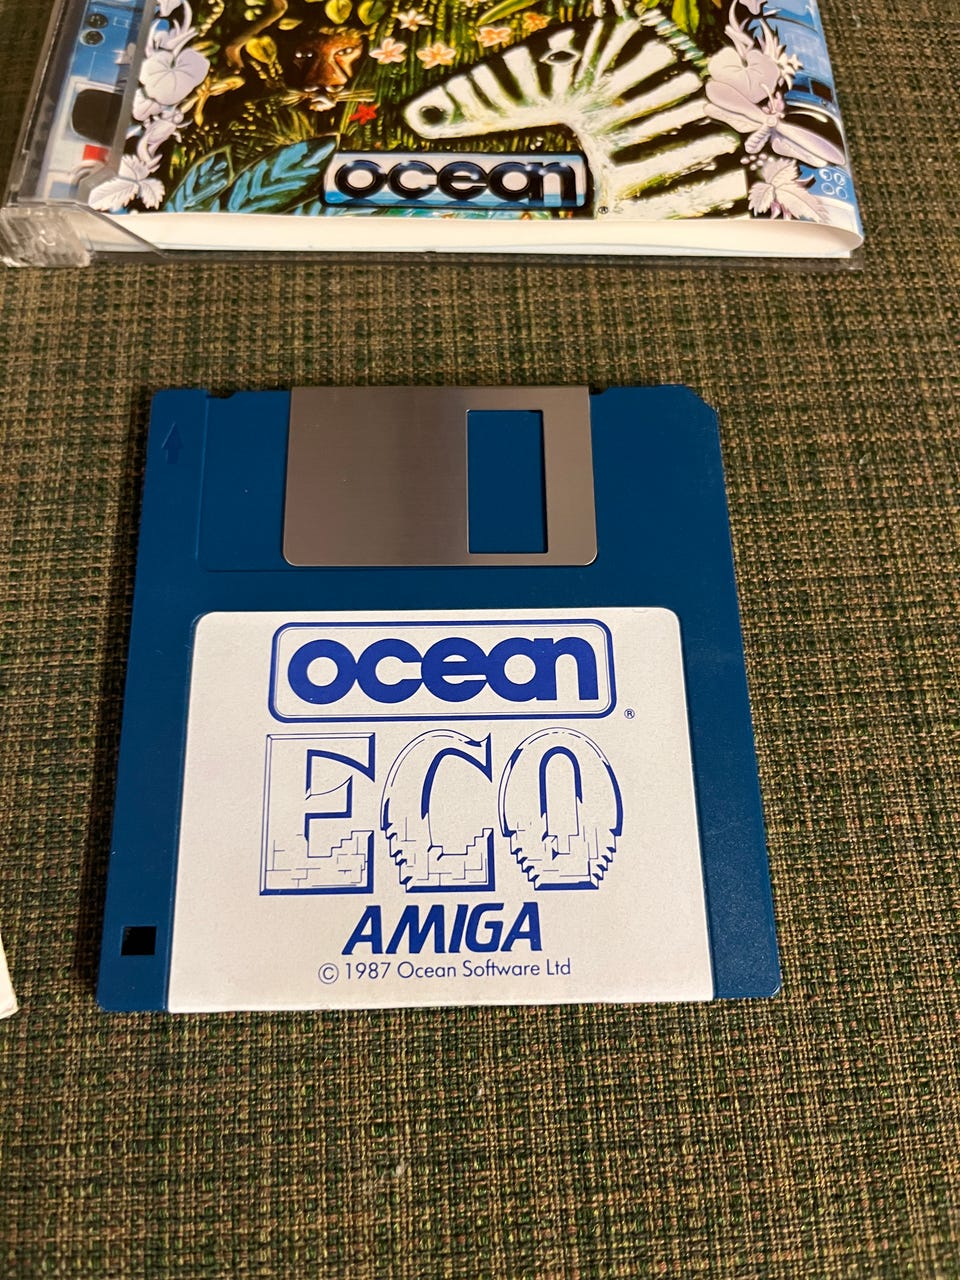 ocean
®
ocean
®
ECO
AMIGA
© 1987 Ocean Software Ltd